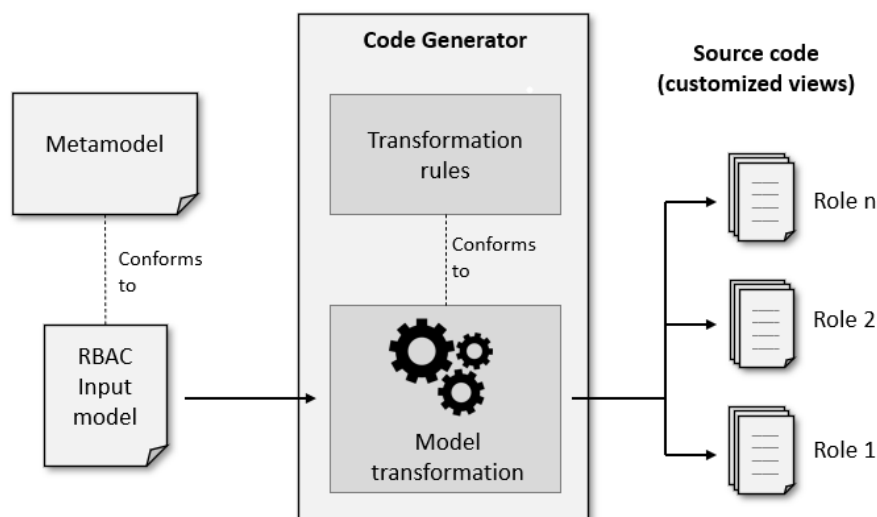 Code Generator
Source code
(customized views)
Metamodel
Transformation
rules
Conforms
to
Conforms
to
RBAC
Input
model
Model
transformation
Role n
Role 2
Role 1